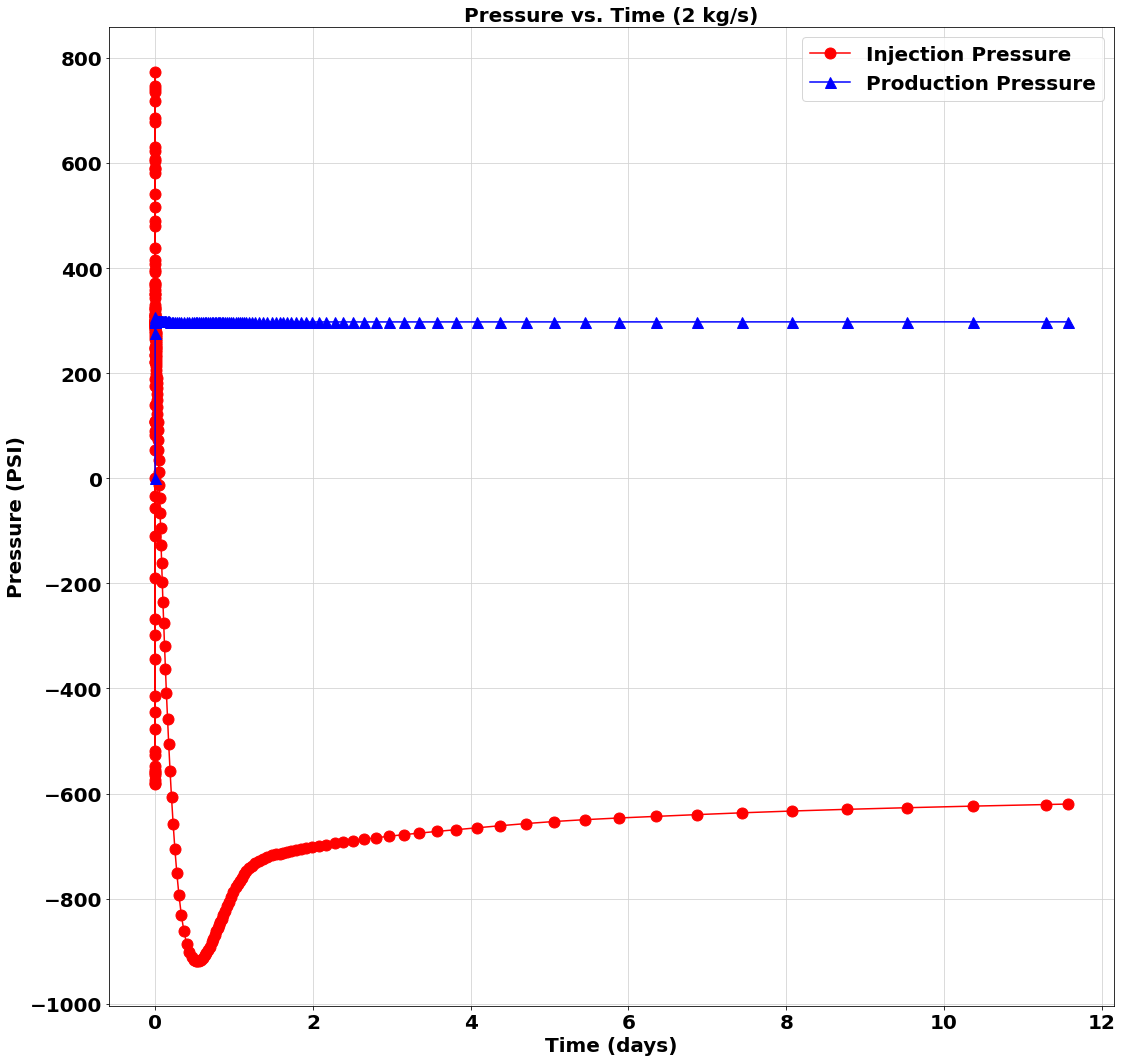 Pressure vs. Time (2 kg/s)
Injection Pressure
Production Pressure
Pressure (PSI)
800
600
400
200
0
−200
−400
−600
−800
−1000
0 2 4 6 8 10 12
Time (days)